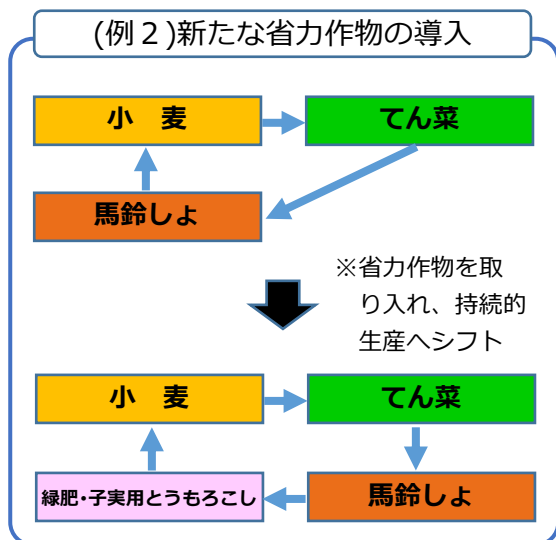 (例２)新たな省力作物の導入
小　麦
てん菜
馬鈴しょ
※省力作物を取
り入れ、持続的
生産へシフト
小　麦
てん菜
緑肥・子実用とうもろこし
馬鈴しょ